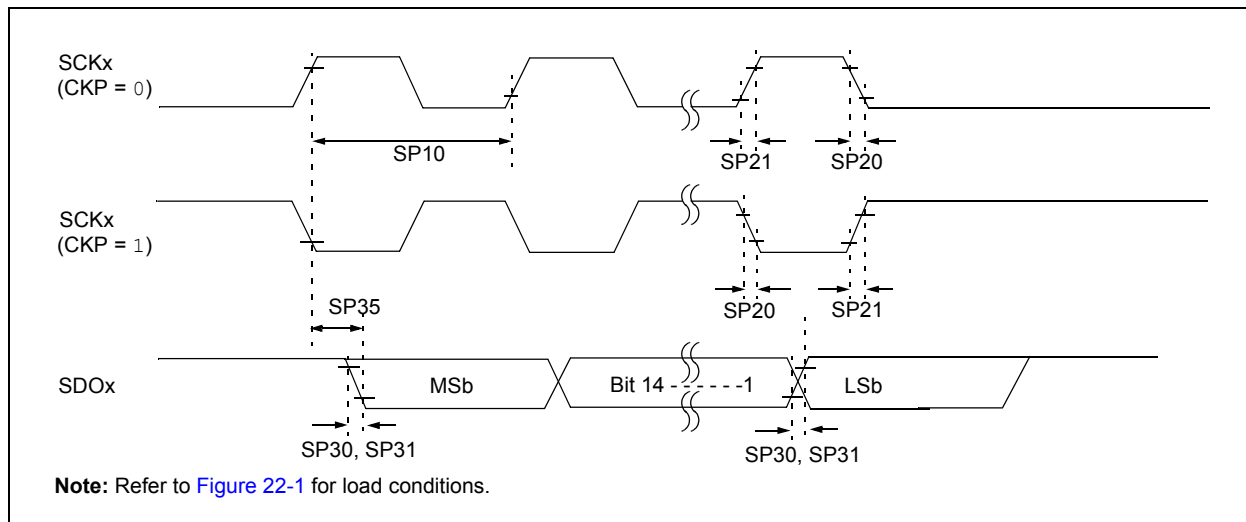 SCKx
(CKP = 0)
SP10
SP21
SP20
SCKx
(CKP = 1)
SP20
SP21
SP35
SDOx
MSb
Bit 14 - - - - - -1
LSb
SP30, SP31
SP30, SP31
Note: Refer to Figure 22-1 for load conditions.